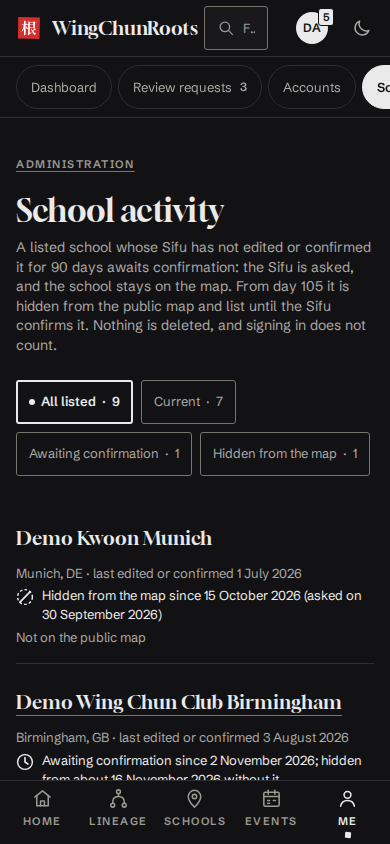 根 WingChunRoots F.. DA 5
Dashboard Review requests 3 Accounts Sc
ADMINISTRATION
School activity
A listed school whose Sifu has not edited or confirmed
it for 90 days awaits confirmation: the Sifu is asked,
and the school stays on the map. From day 105 it is
hidden from the public map and list until the Sifu
confirms it. Nothing is deleted, and signing in does not
count.
All listed · 9 Current · 7
Awaiting confirmation · 1 Hidden from the map · 1
Demo Kwoon Munich
Munich, DE · last edited or confirmed 1 July 2026
Hidden from the map since 15 October 2026 (asked on
30 September 2026)
Not on the public map
Demo Wing Chun Club Birmingham
Birmingham, GB · last edited or confirmed 3 August 2026
Awaiting confirmation since 2 November 2026; hidden
from about 16 November 2026 without it
HOME LINEAGE SCHOOLS EVENTS ME